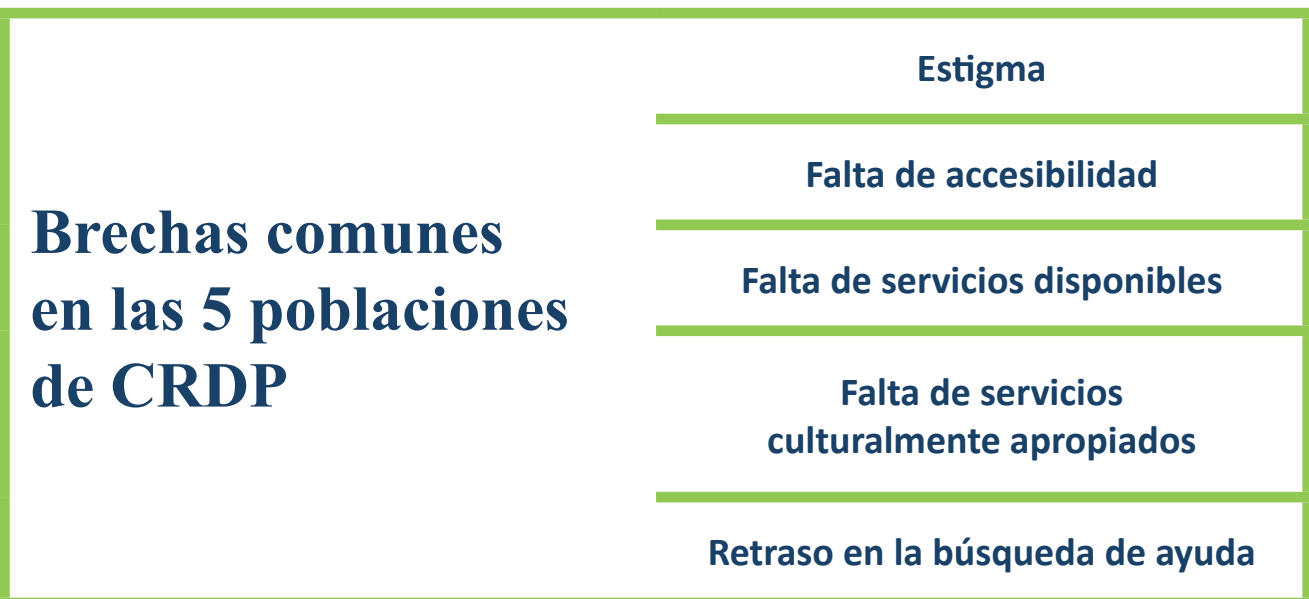 Brechas comunes
en las 5 poblaciones
de CRDP
Estigma
Falta de accesibilidad
Falta de servicios disponibles
Falta de servicios
culturalmente apropiados
Retraso en la búsqueda de ayuda